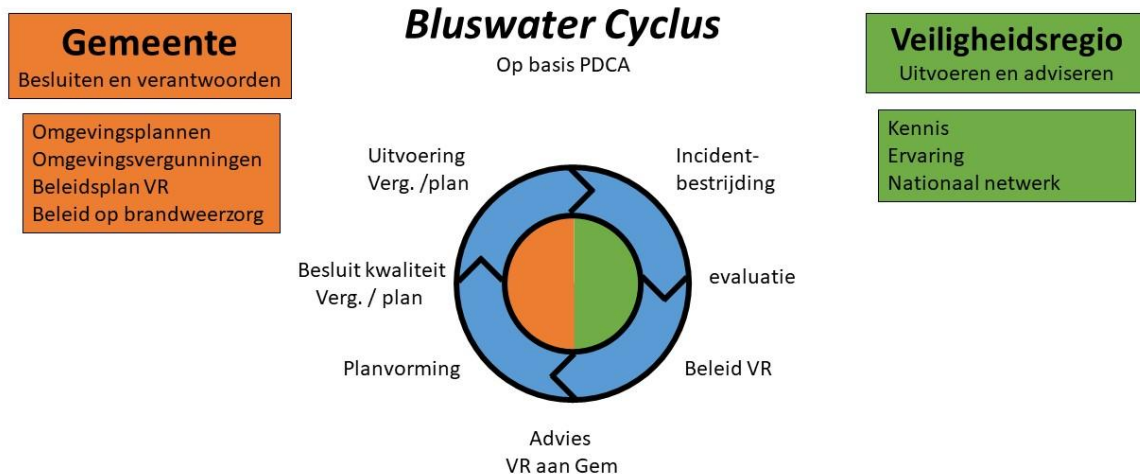 Gemeente
Besluiten en verantwoorden
Omgevingsplannen
Omgevingsvergunningen
Beleidsplan VR
Beleid op brandweerzorg
Bluswater Cyclus
Op basis PDCA
Veiligheidsregio
Uitvoeren en adviseren
Kennis
Ervaring
Nationaal netwerk
Uitvoering
Verg. /plan
Incident-
bestrijding
Besluit kwaliteit
Verg. / plan
evaluatie
Planvorming
Beleid VR
Advies
VR aan Gem